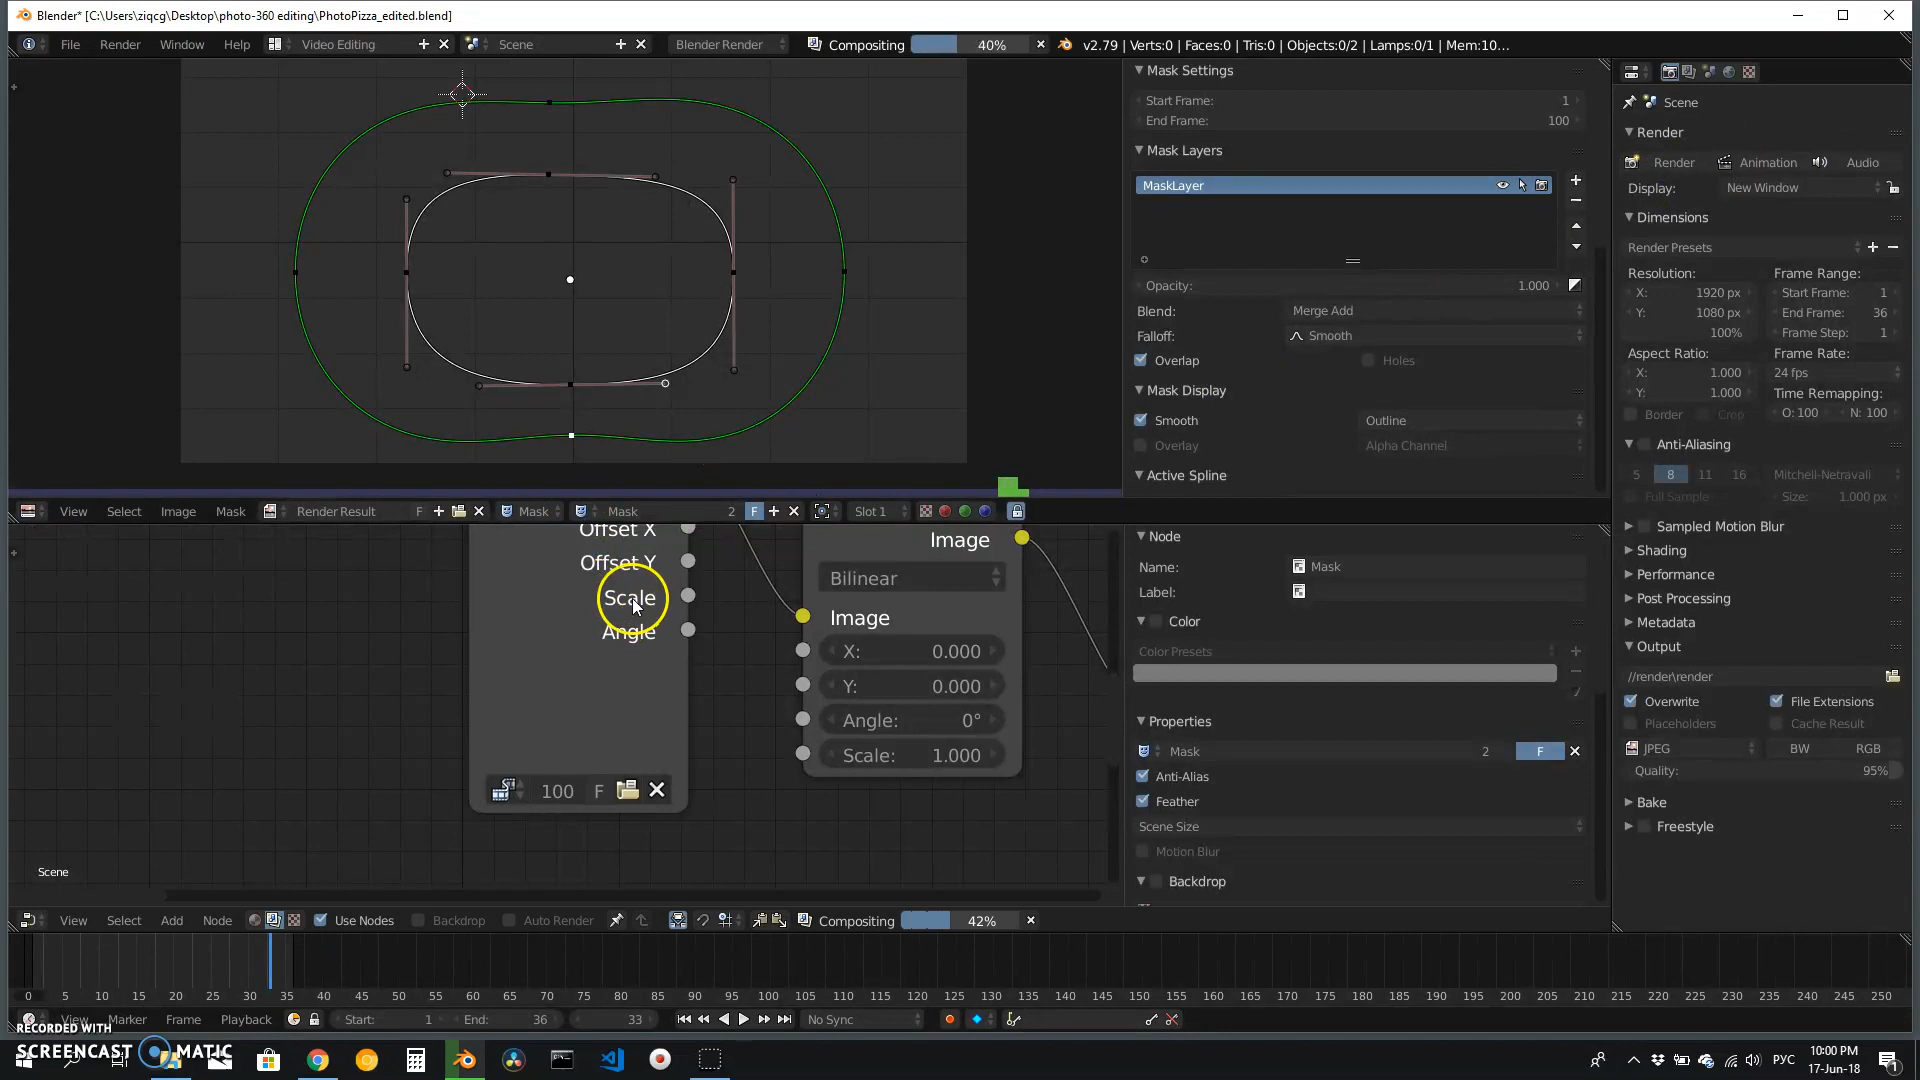 Blender* [C:\Users\ziqcg\Desktop\photo-360 editing\PhotoPizza_edited.blend]
File Render Window Help Video Editing Scene Blender Render Compositing 40% v2.79 | Verts:0 | Faces:0 | Tris:0 | Objects:0/2 | Lamps:0/1 | Mem:10...
Mask Settings
Start Frame: 1
End Frame: 100
Mask Layers
MaskLayer
Opacity: 1.000
Blend: Merge Add
Falloff: Smooth
Overlap Holes
Mask Display
Smooth Outline
Overlay Alpha Channel
Active Spline
Scene
Render
Render Animation Audio
Display: New Window
Dimensions
Render Presets
Resolution: Frame Range:
X: 1920 px Start Frame: 1
Y: 1080 px End Frame: 36
100% Frame Step: 1
Aspect Ratio: Frame Rate:
X: 1.000 24 fps
Y: 1.000 Time Remapping:
Border Crop O: 100 N: 100
Anti-Aliasing
5 8 11 16 Mitchell-Netravali
Full Sample Size: 1.000 px
Sampled Motion Blur
Shading
Performance
Post Processing
Metadata
Output
//render\render
Overwrite File Extensions
Placeholders Cache Result
JPEG BW RGB
Quality: 95%
Bake
Freestyle
View Select Image Mask Render Result F Mask Mask 2 F Slot 1
Offset X
Offset Y
Scale
Angle
100 F
Image
Bilinear
Image
X: 0.000
Y: 0.000
Angle: 0°
Scale: 1.000
Scene
Node
Name: Mask
Label:
Color
Color Presets
Properties
Mask 2 F
Anti-Alias
Feather
Scene Size
Motion Blur
Backdrop
View Select Add Node Use Nodes Backdrop Auto Render Compositing 42%
0 5 10 15 20 25 30 35 40 45 50 55 60 65 70 75 80 85 90 95 100 105 110 115 120 125 130 135 140 145 150 155 160 165 170 175 180 185 190 195 200 205 210 215 220 225 230 235 240 245 250
View Marker Frame Playback Start: 1 End: 36 33 No Sync
RECORDED WITH
SCREENCAST MATIC
РУС
10:00 PM
17-Jun-18
1